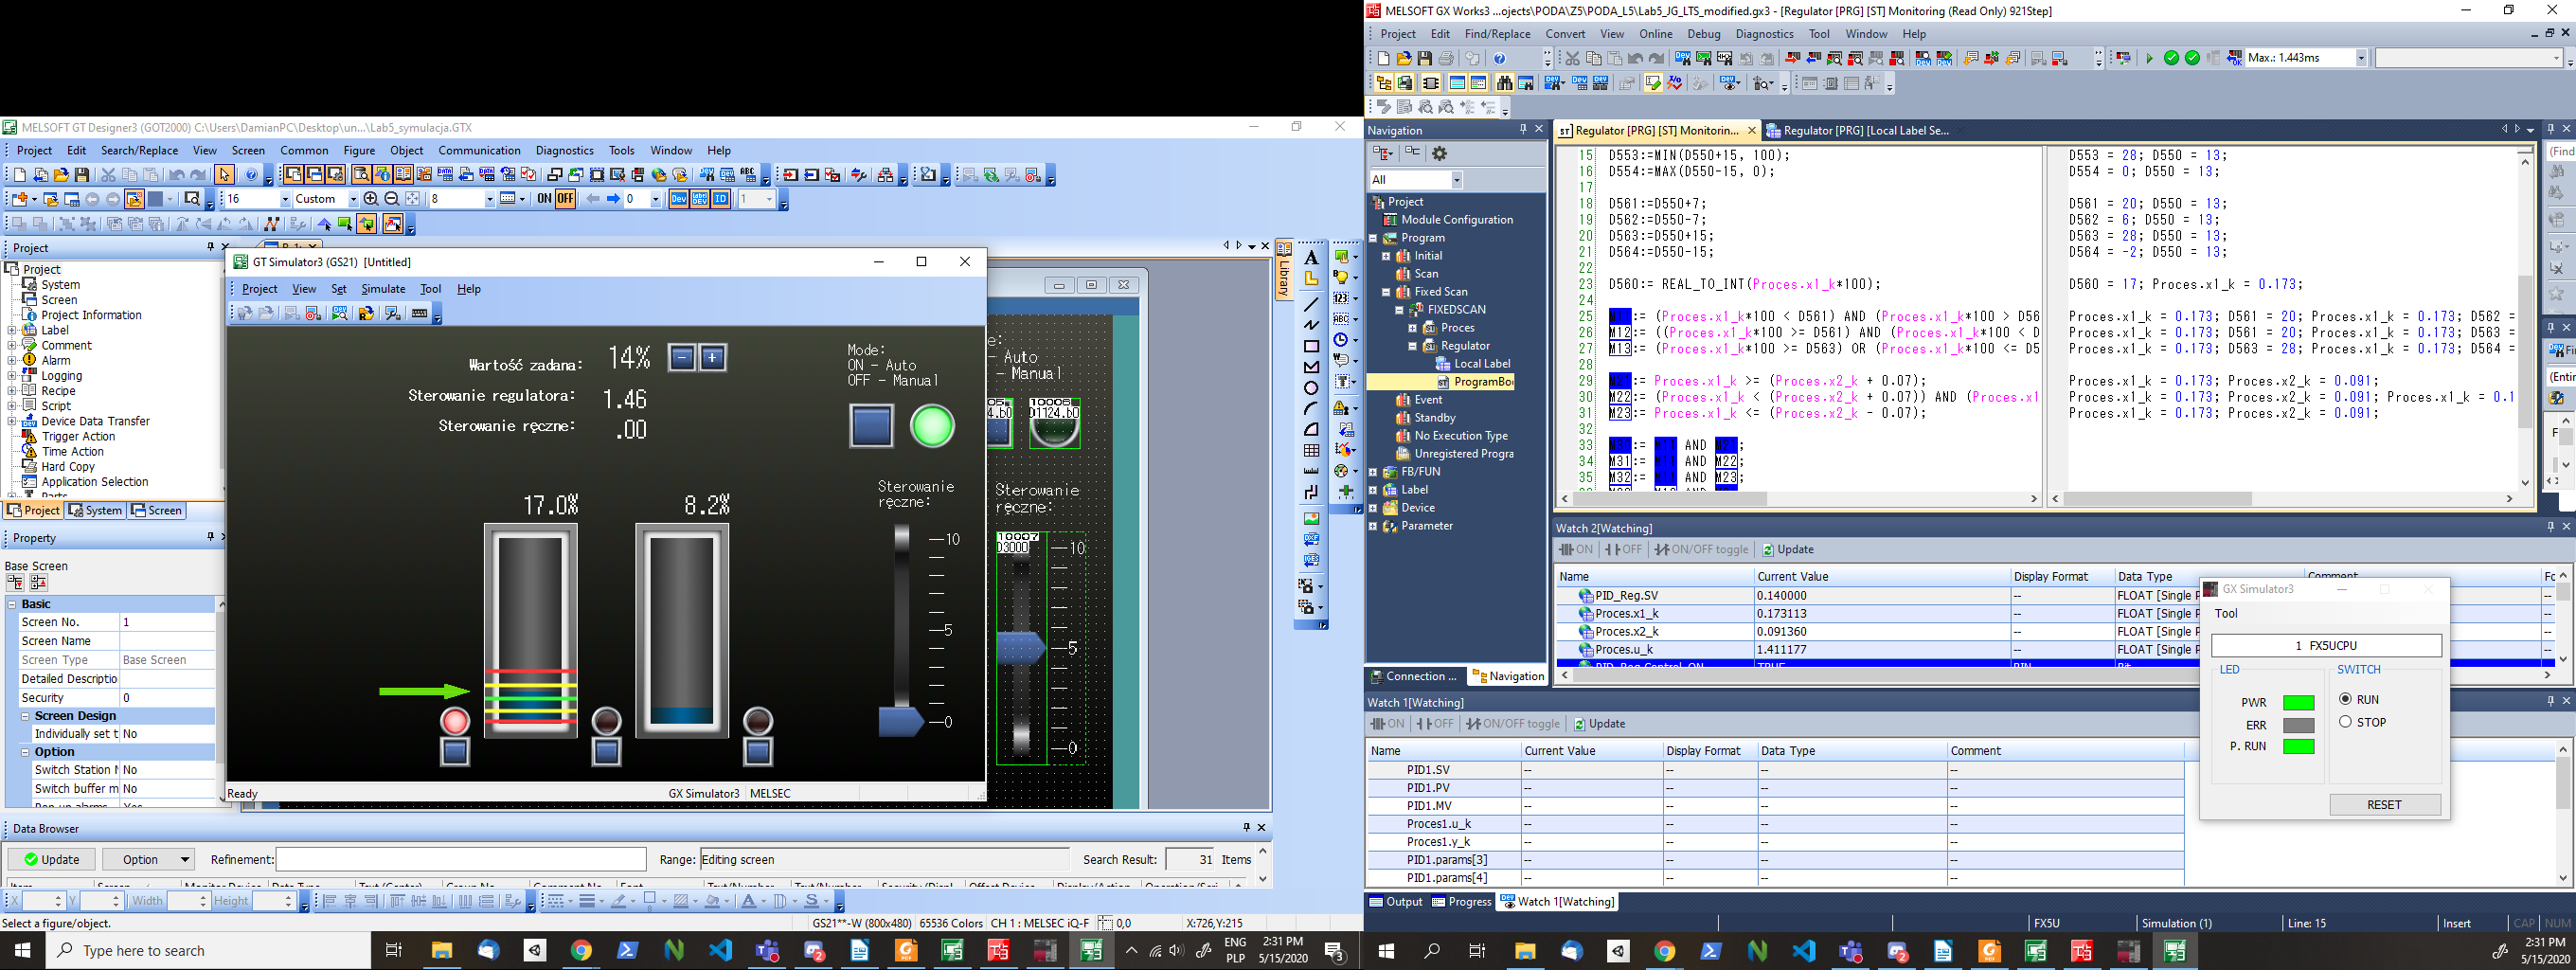 MELSOFT GT Designer3 (GOT2000) C:\Users\DamianPC\Desktop\un...\Lab5_symulacja.GTX
Project Edit Search/Replace View Screen Common Figure Object Communication Diagnostics Tools Window Help
16 Custom 8 ON OFF 0 Dev ID 1
Project
Project
System
Screen
Project Information
Label
Comment
Alarm
Logging
Recipe
Script
Device Data Transfer
Trigger Action
Time Action
Hard Copy
Application Selection
Project System Screen
Property
Base Screen
Basic
Screen No. 1
Screen Name
Screen Type Base Screen
Detailed Descriptio
Security 0
Screen Design
Individually set t No
Option
Switch Station N No
Switch buffer m No
GT Simulator3 (GS21) [Untitled]
Project View Set Simulate Tool Help
Wartość zadana: 14% - +
Sterowanie regulatora: 1.46
Sterowanie ręczne: .00
Mode:
ON - Auto
OFF - Manual
17.0% 8.2%
Sterowanie
ręczne:
10
5
0
Ready GX Simulator3 MELSEC
- Auto
- Manual
10006
D1124.b0
Sterowanie
ręczne:
10007
D3000
10
5
0
Library
Data Browser
Update Option Refinement: Range: Editing screen Search Result: 31 Items
X Y Width Height
Select a figure/object. GS21**-W (800x480) 65536 Colors CH 1 : MELSEC iQ-F 0,0 X:726,Y:215
Type here to search
ENG
PLP
2:31 PM
5/15/2020
3
MELSOFT GX Works3 ...ojects\PODA\Z5\PODA_L5\Lab5_JG_LTS_modified.gx3 - [Regulator [PRG] [ST] Monitoring (Read Only) 921Step]
Project Edit Find/Replace Convert View Online Debug Diagnostics Tool Window Help
Max.: 1.443ms
Navigation
All
Project
Module Configuration
Program
Initial
Scan
Fixed Scan
FIXEDSCAN
Proces
Regulator
Local Label
ProgramBo
Event
Standby
No Execution Type
Unregistered Progra
FB/FUN
Label
Device
Parameter
Connection ... Navigation
Regulator [PRG] [ST] Monitorin... Regulator [PRG] [Local Label Se...
15 D553:=MIN(D550+15, 100); D553 = 28; D550 = 13;
16 D554:=MAX(D550-15, 0); D554 = 0; D550 = 13;
17
18 D561:=D550+7; D561 = 20; D550 = 13;
19 D562:=D550-7; D562 = 6; D550 = 13;
20 D563:=D550+15; D563 = 28; D550 = 13;
21 D564:=D550-15; D564 = -2; D550 = 13;
22
23 D560:= REAL_TO_INT(Proces.x1_k*100); D560 = 17; Proces.x1_k = 0.173;
24
25 M11:= (Proces.x1_k*100 < D561) AND (Proces.x1_k*100 > D56 Proces.x1_k = 0.173; D561 = 20; Proces.x1_k = 0.173; D562 =
26 M12:= ((Proces.x1_k*100 >= D561) AND (Proces.x1_k*100 < D Proces.x1_k = 0.173; D561 = 20; Proces.x1_k = 0.173; D563 =
27 M13:= (Proces.x1_k*100 >= D563) OR (Proces.x1_k*100 <= D5 Proces.x1_k = 0.173; D563 = 28; Proces.x1_k = 0.173; D564 =
28
29 M21:= Proces.x1_k >= (Proces.x2_k + 0.07); Proces.x1_k = 0.173; Proces.x2_k = 0.091;
30 M22:= (Proces.x1_k < (Proces.x2_k + 0.07)) AND (Proces.x1 Proces.x1_k = 0.173; Proces.x2_k = 0.091; Proces.x1_k = 0.1
31 M23:= Proces.x1_k <= (Proces.x2_k - 0.07); Proces.x1_k = 0.173; Proces.x2_k = 0.091;
32
33 M30:= M11 AND M21;
34 M31:= M11 AND M22;
35 M32:= M11 AND M23;
Watch 2[Watching]
ON OFF ON/OFF toggle Update
Name Current Value Display Format Data Type Comment Fc
PID_Reg.SV 0.140000 -- FLOAT [Single P --
Proces.x1_k 0.173113 -- FLOAT [Single P --
Proces.x2_k 0.091360 -- FLOAT [Single P --
Proces.u_k 1.411177 -- FLOAT [Single P --
Watch 1[Watching]
ON OFF ON/OFF toggle Update
Name Current Value Display Format Data Type Comment
PID1.SV -- -- -- --
PID1.PV -- -- -- --
PID1.MV -- -- -- --
Proces1.u_k -- -- -- --
Proces1.y_k -- -- -- --
PID1.params[3] -- -- -- --
PID1.params[4] -- -- -- --
GX Simulator3
Tool
1 FX5UCPU
LED SWITCH
PWR RUN
ERR STOP
P. RUN
RESET
Output Progress Watch 1[Watching]
FX5U Simulation (1) Line: 15 Insert CAP NUM
2:31 PM
5/15/2020